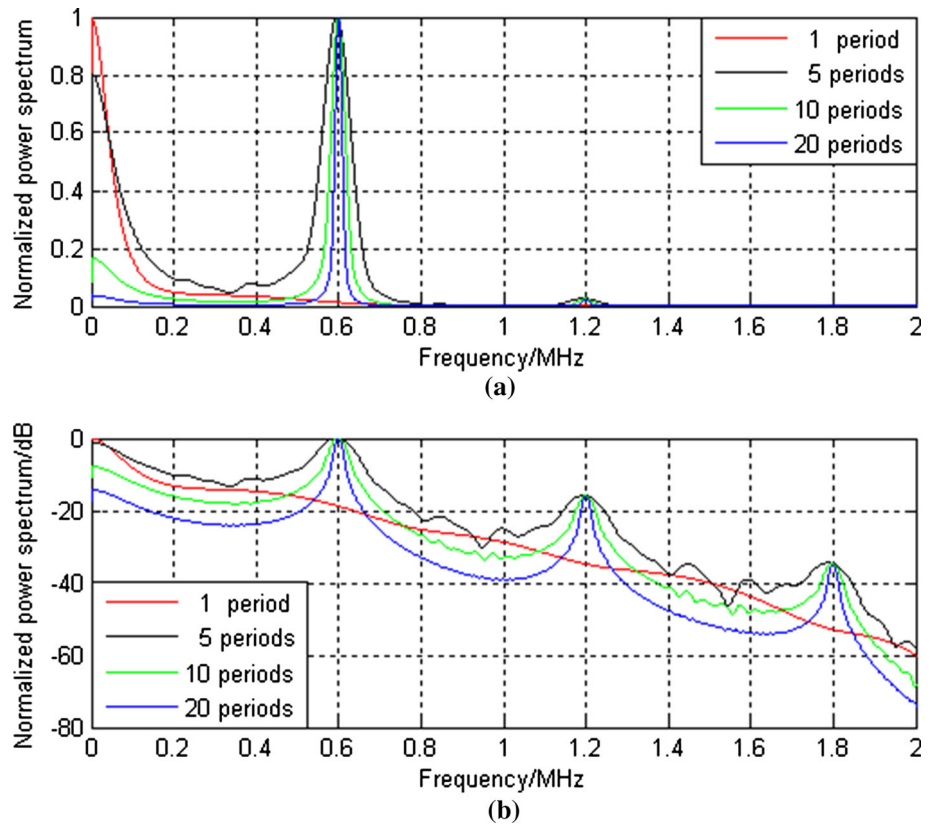 1
0.8
0.6
0.4
0.2
0
Normalized power spectrum
1 period
5 periods
10 periods
20 periods
0 0.2 0.4 0.6 0.8 1 1.2 1.4 1.6 1.8 2
Frequency/MHz
(a)
0
-20
-40
-60
-80
Normalized power spectrum/dB
1 period
5 periods
10 periods
20 periods
0 0.2 0.4 0.6 0.8 1 1.2 1.4 1.6 1.8 2
Frequency/MHz
(b)